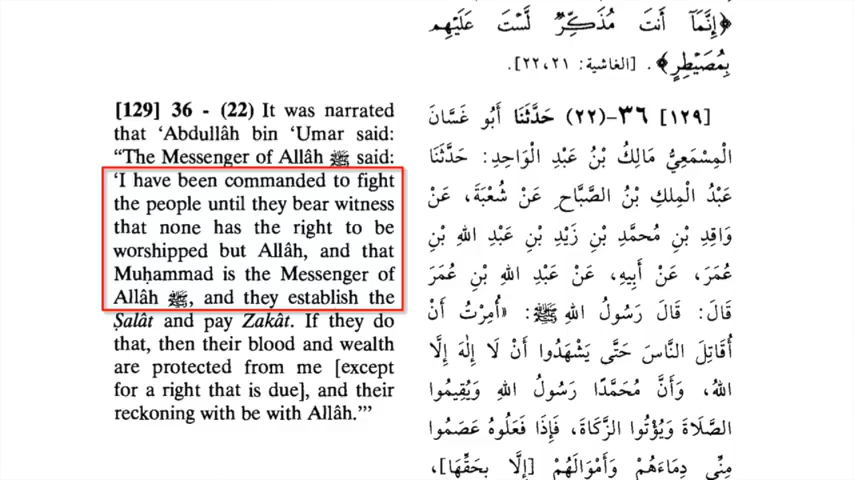 ﴿إِنَّمَآ أَنتَ مُذَكِّرٌ لَّسْتَ عَلَيْهِم
بِمُصَيْطِرٍ﴾. [الغاشية: ٢٢،٢١].
[129] 36 - (22) It was narrated
that ‘Abdullâh bin ‘Umar said:
“The Messenger of Allâh ﷺ said:
‘I have been commanded to fight
the people until they bear witness
that none has the right to be
worshipped but Allâh, and that
Muḥammad is the Messenger of
Allâh ﷺ, and they establish the
Ṣalât and pay Zakât. If they do
that, then their blood and wealth
are protected from me [except
for a right that is due], and their
reckoning with be with Allâh.’”
[١٢٩] ٣٦-(٢٢) حَدَّثَنَا أَبُو غَسَّانَ
الْمِسْمَعِيُّ مَالِكُ بْنُ عَبْدِ الْوَاحِدِ: حَدَّثَنَا
عَبْدُ الْمَلِكِ بْنُ الصَّبَّاحِ عَنْ شُعْبَةَ، عَنْ
وَاقِدِ بْنِ مُحَمَّدِ بْنِ زَيْدِ بْنِ عَبْدِ اللهِ بْنِ
عُمَرَ، عَنْ أَبِيهِ، عَنْ عَبْدِ اللهِ بْنِ عُمَرَ
قَالَ: قَالَ رَسُولُ اللهِ ﷺ: «أُمِرْتُ أَنْ
أُقَاتِلَ النَّاسَ حَتَّى يَشْهَدُوا أَنْ لَا إِلٰهَ إِلَّا
اللهُ، وَأَنَّ مُحَمَّدًا رَسُولُ اللهِ وَيُقِيمُوا
الصَّلَاةَ وَيُؤْتُوا الزَّكَاةَ، فَإِذَا فَعَلُوهُ عَصَمُوا
مِنِّي دِمَاءَهُمْ وَأَمْوَالَهُمْ [إِلَّا بِحَقِّهَا]،